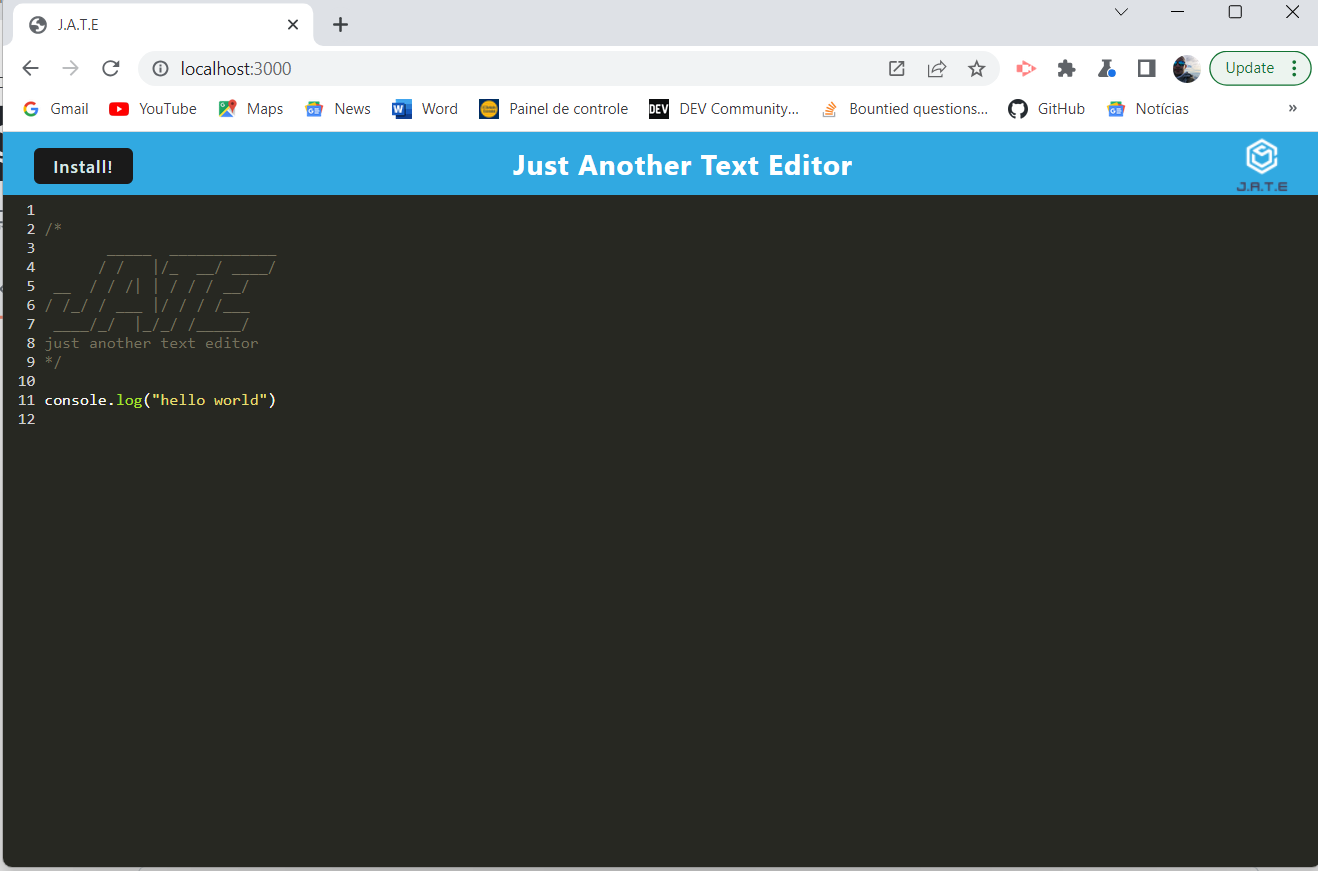 J.A.T.E
localhost:3000
Update
Gmail YouTube Maps News Word Painel de controle DEV DEV Community... Bountied questions... GitHub Notícias »
Install! Just Another Text Editor J.A.T.E
1
2 /*
3        _____  ____________
4       / /   |/_  __/ ____/
5  __  / / /| | / / / __/
6 / /_/ / ___ |/ / / /___
7  ____/_/  |_/_/ /_____/
8 just another text editor
9 */
10
11 console.log("hello world")
12